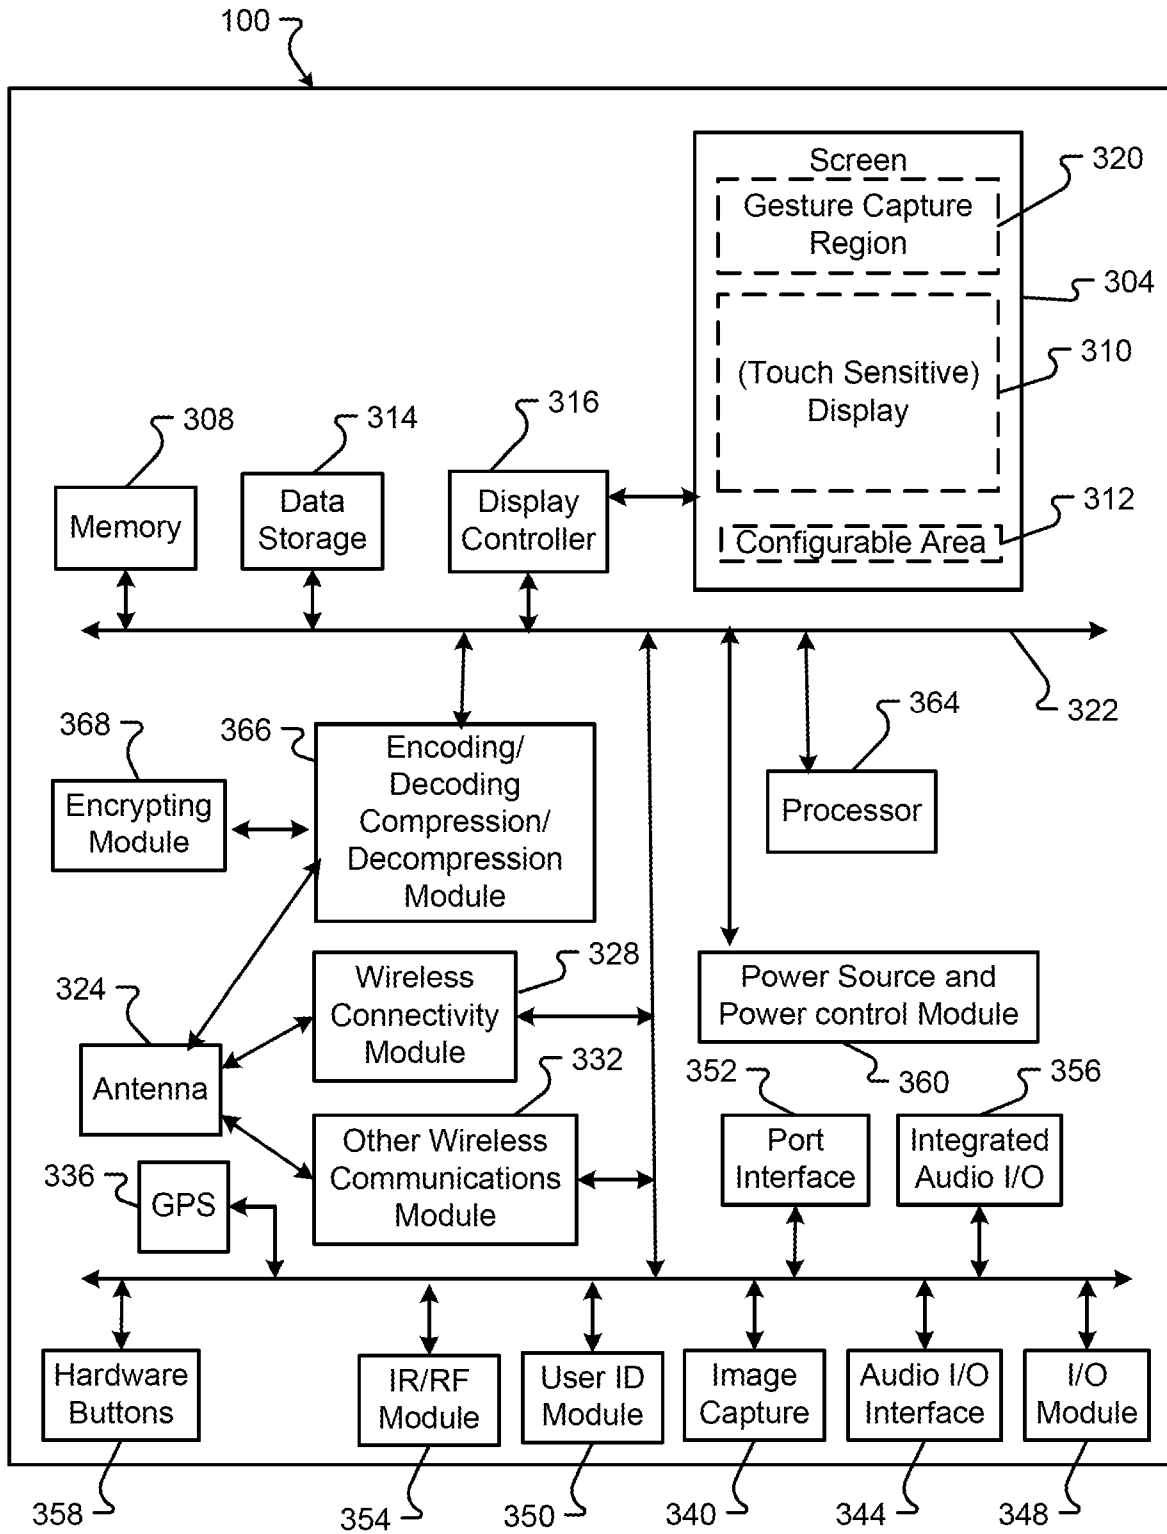 100
Screen
320
Gesture Capture
Region
304
310
(Touch Sensitive)
Display
308
314
316
312
Memory
Data
Storage
Display
Controller
Configurable Area
322
368
366
364
Encoding/
Decoding
Compression/
Decompression
Module
Encrypting
Module
Processor
324
328
Wireless
Connectivity
Module
Power Source and
Power control Module
Antenna
332
352
360
356
Other Wireless
Communications
Module
Port
Interface
Integrated
Audio I/O
336
GPS
Hardware
Buttons
IR/RF
Module
User ID
Module
Image
Capture
Audio I/O
Interface
I/O
Module
358
354
350
340
344
348